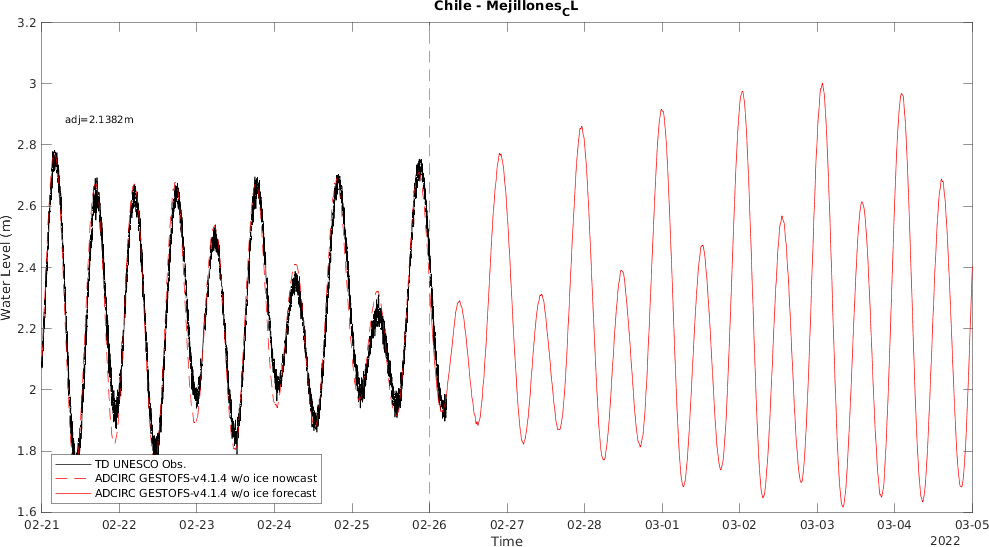 Chile - Mejillones_CL
3.2
3
2.8
2.6
2.4
2.2
2
1.8
1.6
Water Level (m)
adj=2.1382m
TD UNESCO Obs.
ADCIRC GESTOFS-v4.1.4 w/o ice nowcast
ADCIRC GESTOFS-v4.1.4 w/o ice forecast
02-21 02-22 02-23 02-24 02-25 02-26 02-27 02-28 03-01 03-02 03-03 03-04 03-05
Time
2022